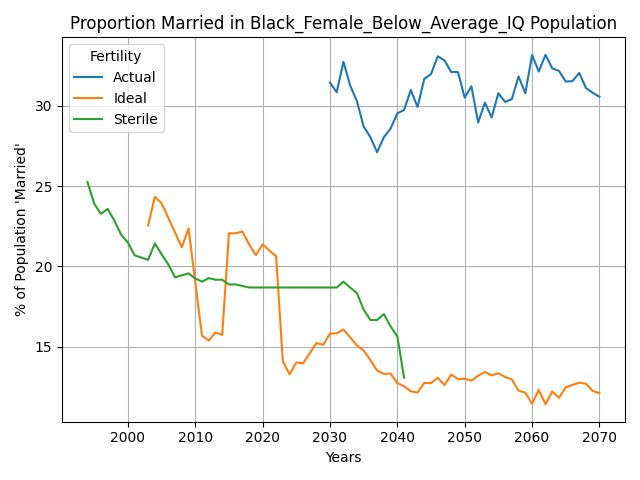 Proportion Married in Black_Female_Below_Average_IQ Population
Fertility
Actual
Ideal
Sterile
% of Population 'Married'
30
25
20
15
2000
2010
2020
2030
2040
2050
2060
2070
Years